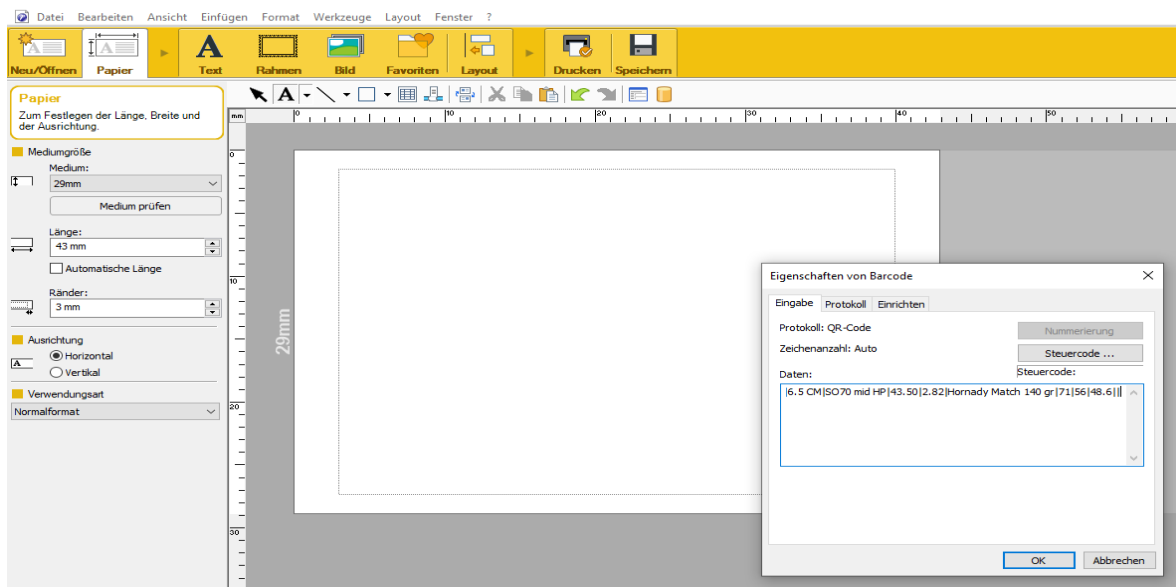 Datei Bearbeiten Ansicht Einfügen Format Werkzeuge Layout Fenster ?
Neu/Öffnen Papier Text Rahmen Bild Favoriten Layout Drucken Speichern
Papier
Zum Festlegen der Länge, Breite und
der Ausrichtung.
Mediumgröße
Medium:
29mm
Medium prüfen
Länge:
43 mm
Automatische Länge
Ränder:
3 mm
Ausrichtung
Horizontal
Vertikal
Verwendungsart
Normalformat
A
A
mm
0 10 20 30 40 50
0
10
20
30
29mm
Eigenschaften von Barcode
Eingabe Protokoll Einrichten
Protokoll: QR-Code
Nummerierung
Zeichenanzahl: Auto
Steuercode ...
Daten:
Steuercode:
|6.5 CM|SO70 mid HP|43.50|2.82|Hornady Match 140 gr|71|56|48.6||
OK Abbrechen